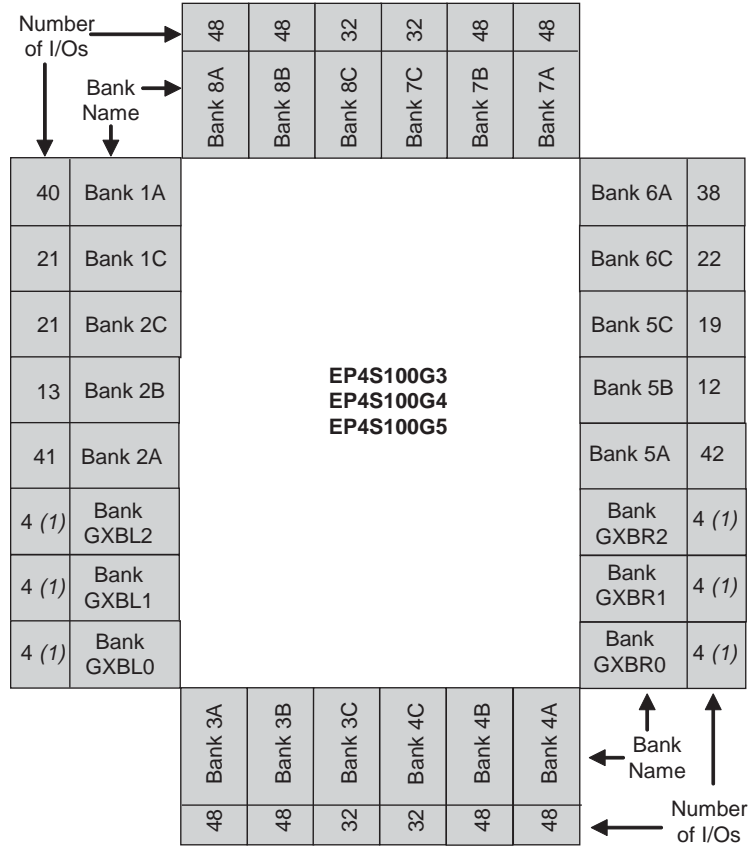 Number
of I/Os
48 48 32 32 48 48
Bank
Name
Bank 8A Bank 8B Bank 8C Bank 7C Bank 7B Bank 7A
40 Bank 1A
21 Bank 1C
21 Bank 2C
13 Bank 2B
41 Bank 2A
4 (1) Bank
GXBL2
4 (1) Bank
GXBL1
4 (1) Bank
GXBL0
EP4S100G3
EP4S100G4
EP4S100G5
Bank 6A 38
Bank 6C 22
Bank 5C 19
Bank 5B 12
Bank 5A 42
Bank
GXBR2 4 (1)
Bank
GXBR1 4 (1)
Bank
GXBR0 4 (1)
Bank 3A Bank 3B Bank 3C Bank 4C Bank 4B Bank 4A
Bank
Name
48 48 32 32 48 48
Number
of I/Os